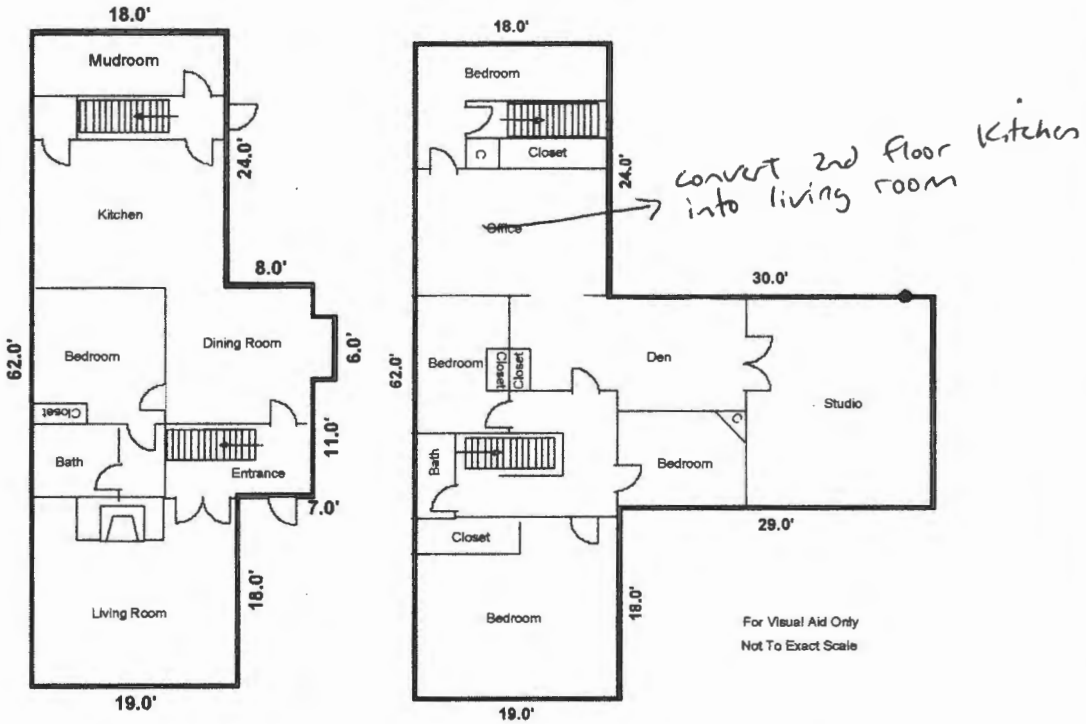 18.0'
Mudroom
24.0'
Kitchen
8.0'
62.0'
Bedroom
Dining Room
6.0'
Closet
11.0'
Bath
Entrance
7.0'
Living Room
18.0'
19.0'
18.0'
Bedroom
C
Closet
24.0'
Office
convert 2nd floor Kitchen
into living room
30.0'
62.0'
Bedroom
Closet
Closet
Den
Studio
C
Bath
Bedroom
29.0'
Closet
18.0'
Bedroom
19.0'
For Visual Aid Only
Not To Exact Scale